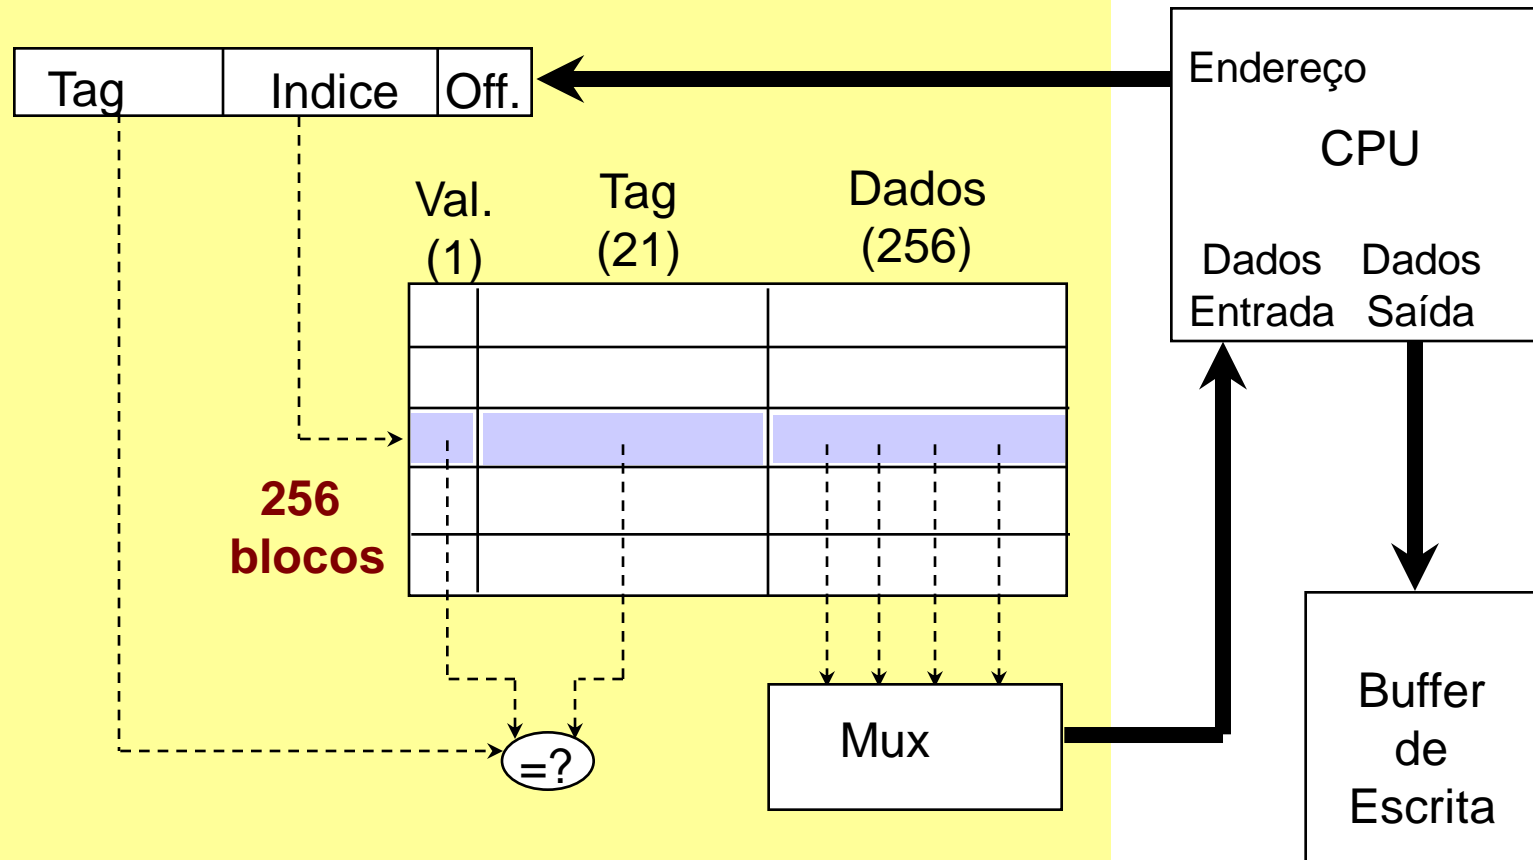 Tag Indice Off.
Endereço
CPU
Val. Tag Dados
(1) (21) (256)
Dados Dados
Entrada Saída
256
blocos
=?
Mux
Buffer
de
Escrita